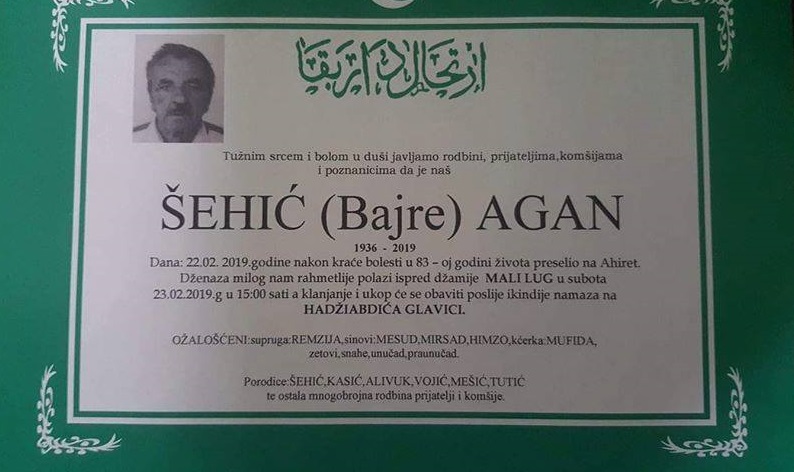 ارتحال دار بقا
Tužnim srcem i bolom u duši javljamo rodbini, prijateljima,komšijama
i poznanicima da je naš
ŠEHIĆ (Bajre) AGAN
1936 - 2019
Dana: 22.02. 2019.godine nakon kraće bolesti u 83 – oj godini života preselio na Ahiret.
Dženaza milog nam rahmetlije polazi ispred džamije MALI LUG u subota
23.02.2019.g u 15:00 sati a klanjanje i ukop će se obaviti poslije ikindije namaza na
HADŽIABDIĆA GLAVICI.
OŽALOŠĆENI:supruga:REMZIJA,sinovi:MESUD,MIRSAD,HIMZO,kćerka:MUFIDA,
zetovi,snahe,unučad,praunučad.
Porodice:ŠEHIĆ,KASIĆ,ALIVUK,VOJIĆ,MEŠIĆ,TUTIĆ
te ostala mnogobrojna rodbina prijatelji i komšije.